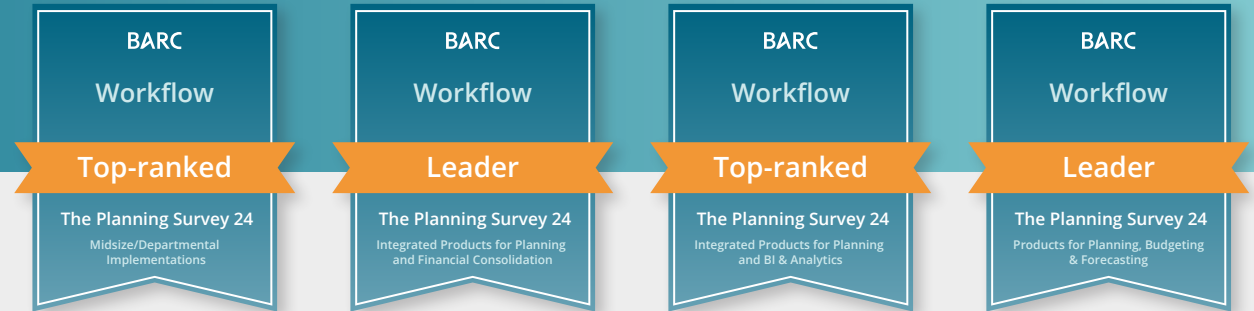 BARC
Workflow
Top-ranked
The Planning Survey 24
Midsize/Departmental
Implementations
BARC
Workflow
Leader
The Planning Survey 24
Integrated Products for Planning
and Financial Consolidation
BARC
Workflow
Top-ranked
The Planning Survey 24
Integrated Products for Planning
and BI & Analytics
BARC
Workflow
Leader
The Planning Survey 24
Products for Planning, Budgeting
& Forecasting